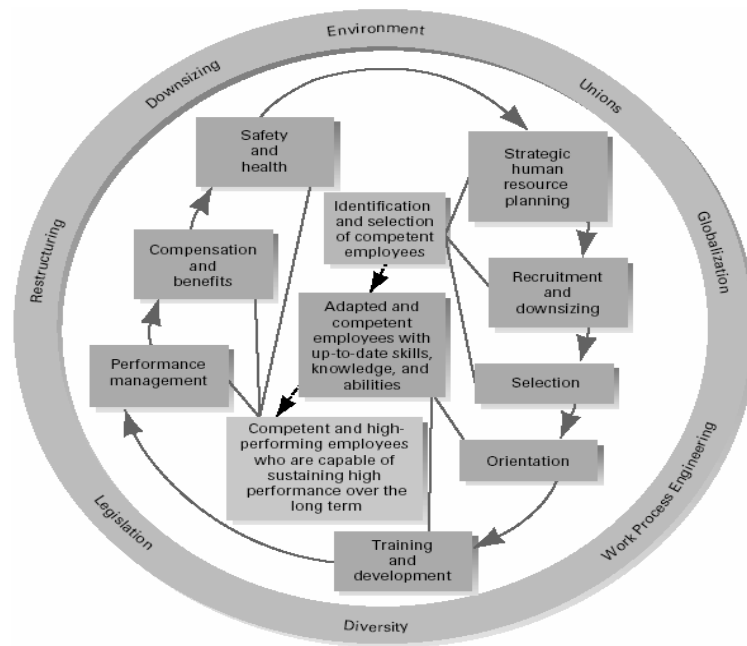 Environment
Downsizing
Unions
Restructuring
Globalization
Legislation
Work Process Engineering
Diversity
Safety
and
health
Strategic
human
resource
planning
Identification
and selection
of competent
employees
Compensation
and
benefits
Recruitment
and
downsizing
Adapted and
competent
employees with
up-to-date skills,
knowledge, and
abilities
Performance
management
Selection
Competent and high-
performing employees
who are capable of
sustaining high
performance over the
long term
Orientation
Training
and
development